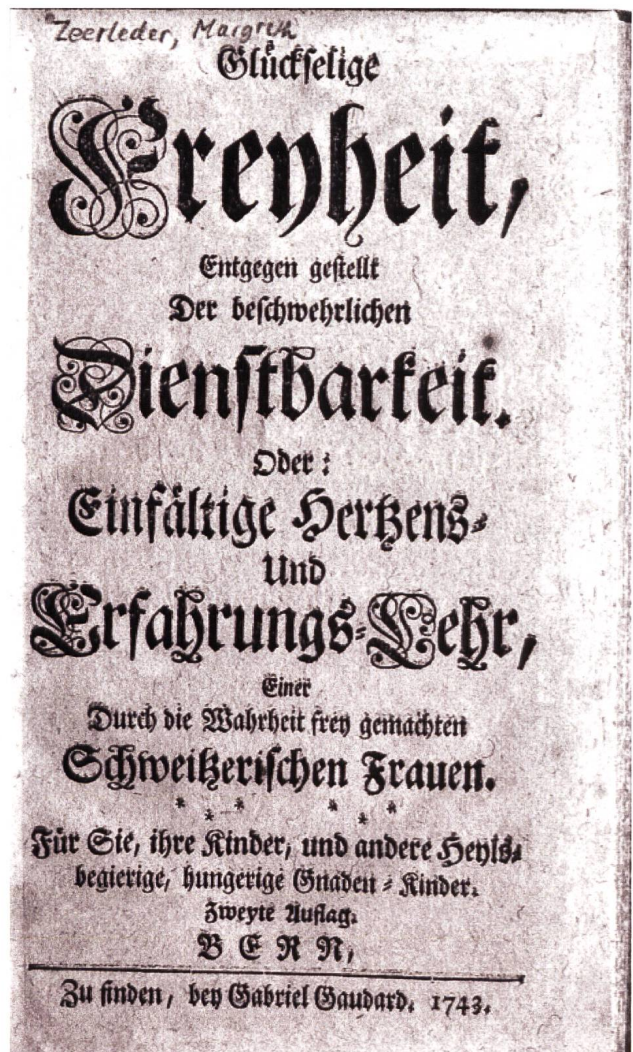 Zeerleder, Margrith
Glückselige
Freyheit,
Entgegen gestellt
Der beschwehrlichen
Dienstbarkeit.
Oder:
Einfältige Hertzens-
Und
Erfahrungs-Lehr,
Einer
Durch die Wahrheit frey gemachten
Schweitzerischen Frauen.
* * * * * *
Für Sie, ihre Kinder, und andere Heyls-
begierige, hungerige Gnaden-Kinder.
Zweyte Auflag.
BERN,
Zu finden, bey Gabriel Gaudard. 1743.